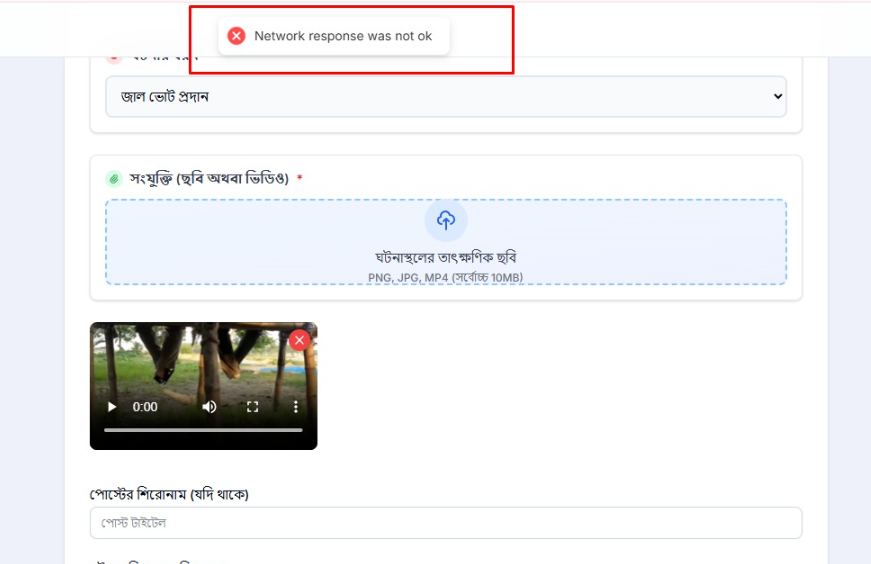 Network response was not ok
জাল ভোট প্রদান
সংযুক্তি (ছবি অথবা ভিডিও) *
ঘটনাস্থলের তাৎক্ষণিক ছবি
PNG, JPG, MP4 (সর্বোচ্চ 10MB)
0:00
পোস্টের শিরোনাম (যদি থাকে)
পোস্ট টাইটেল